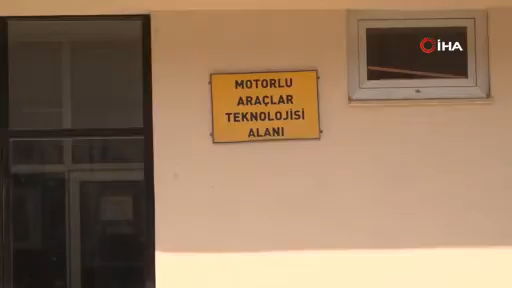 İHA
MOTORLU
ARAÇLAR
TEKNOLOJİSİ
ALANI